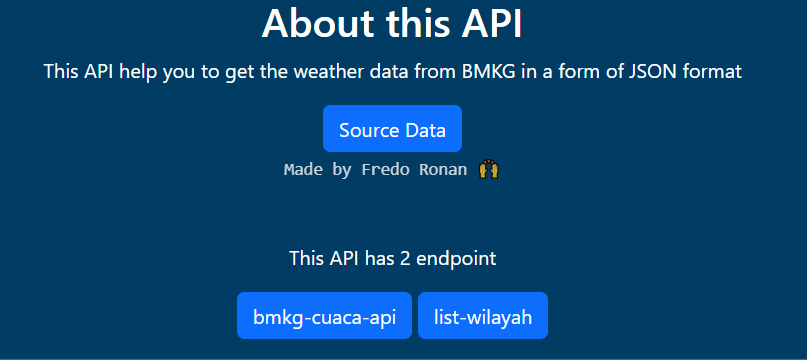 About this API
This API help you to get the weather data from BMKG in a form of JSON format
Source Data
Made by Fredo Ronan 🙌
This API has 2 endpoint
bmkg-cuaca-api list-wilayah